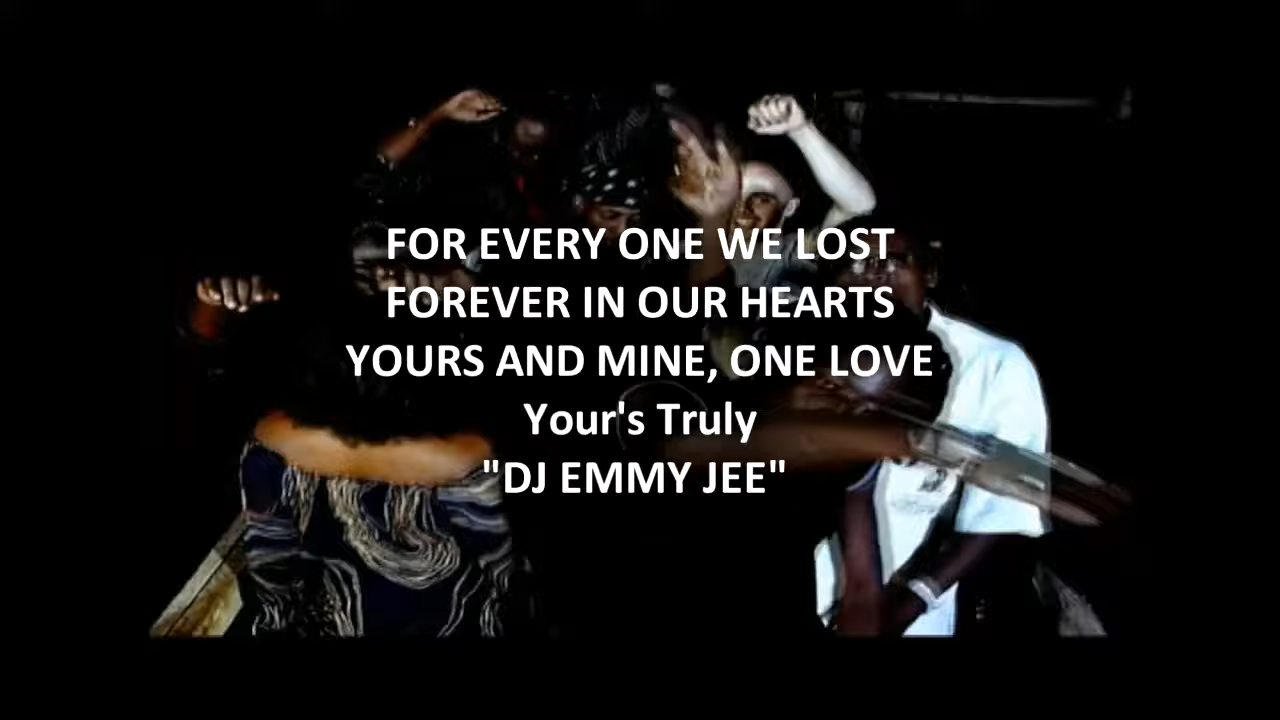 FOR EVERY ONE WE LOST
FOREVER IN OUR HEARTS
YOURS AND MINE, ONE LOVE
Your's Truly
"DJ EMMY JEE"